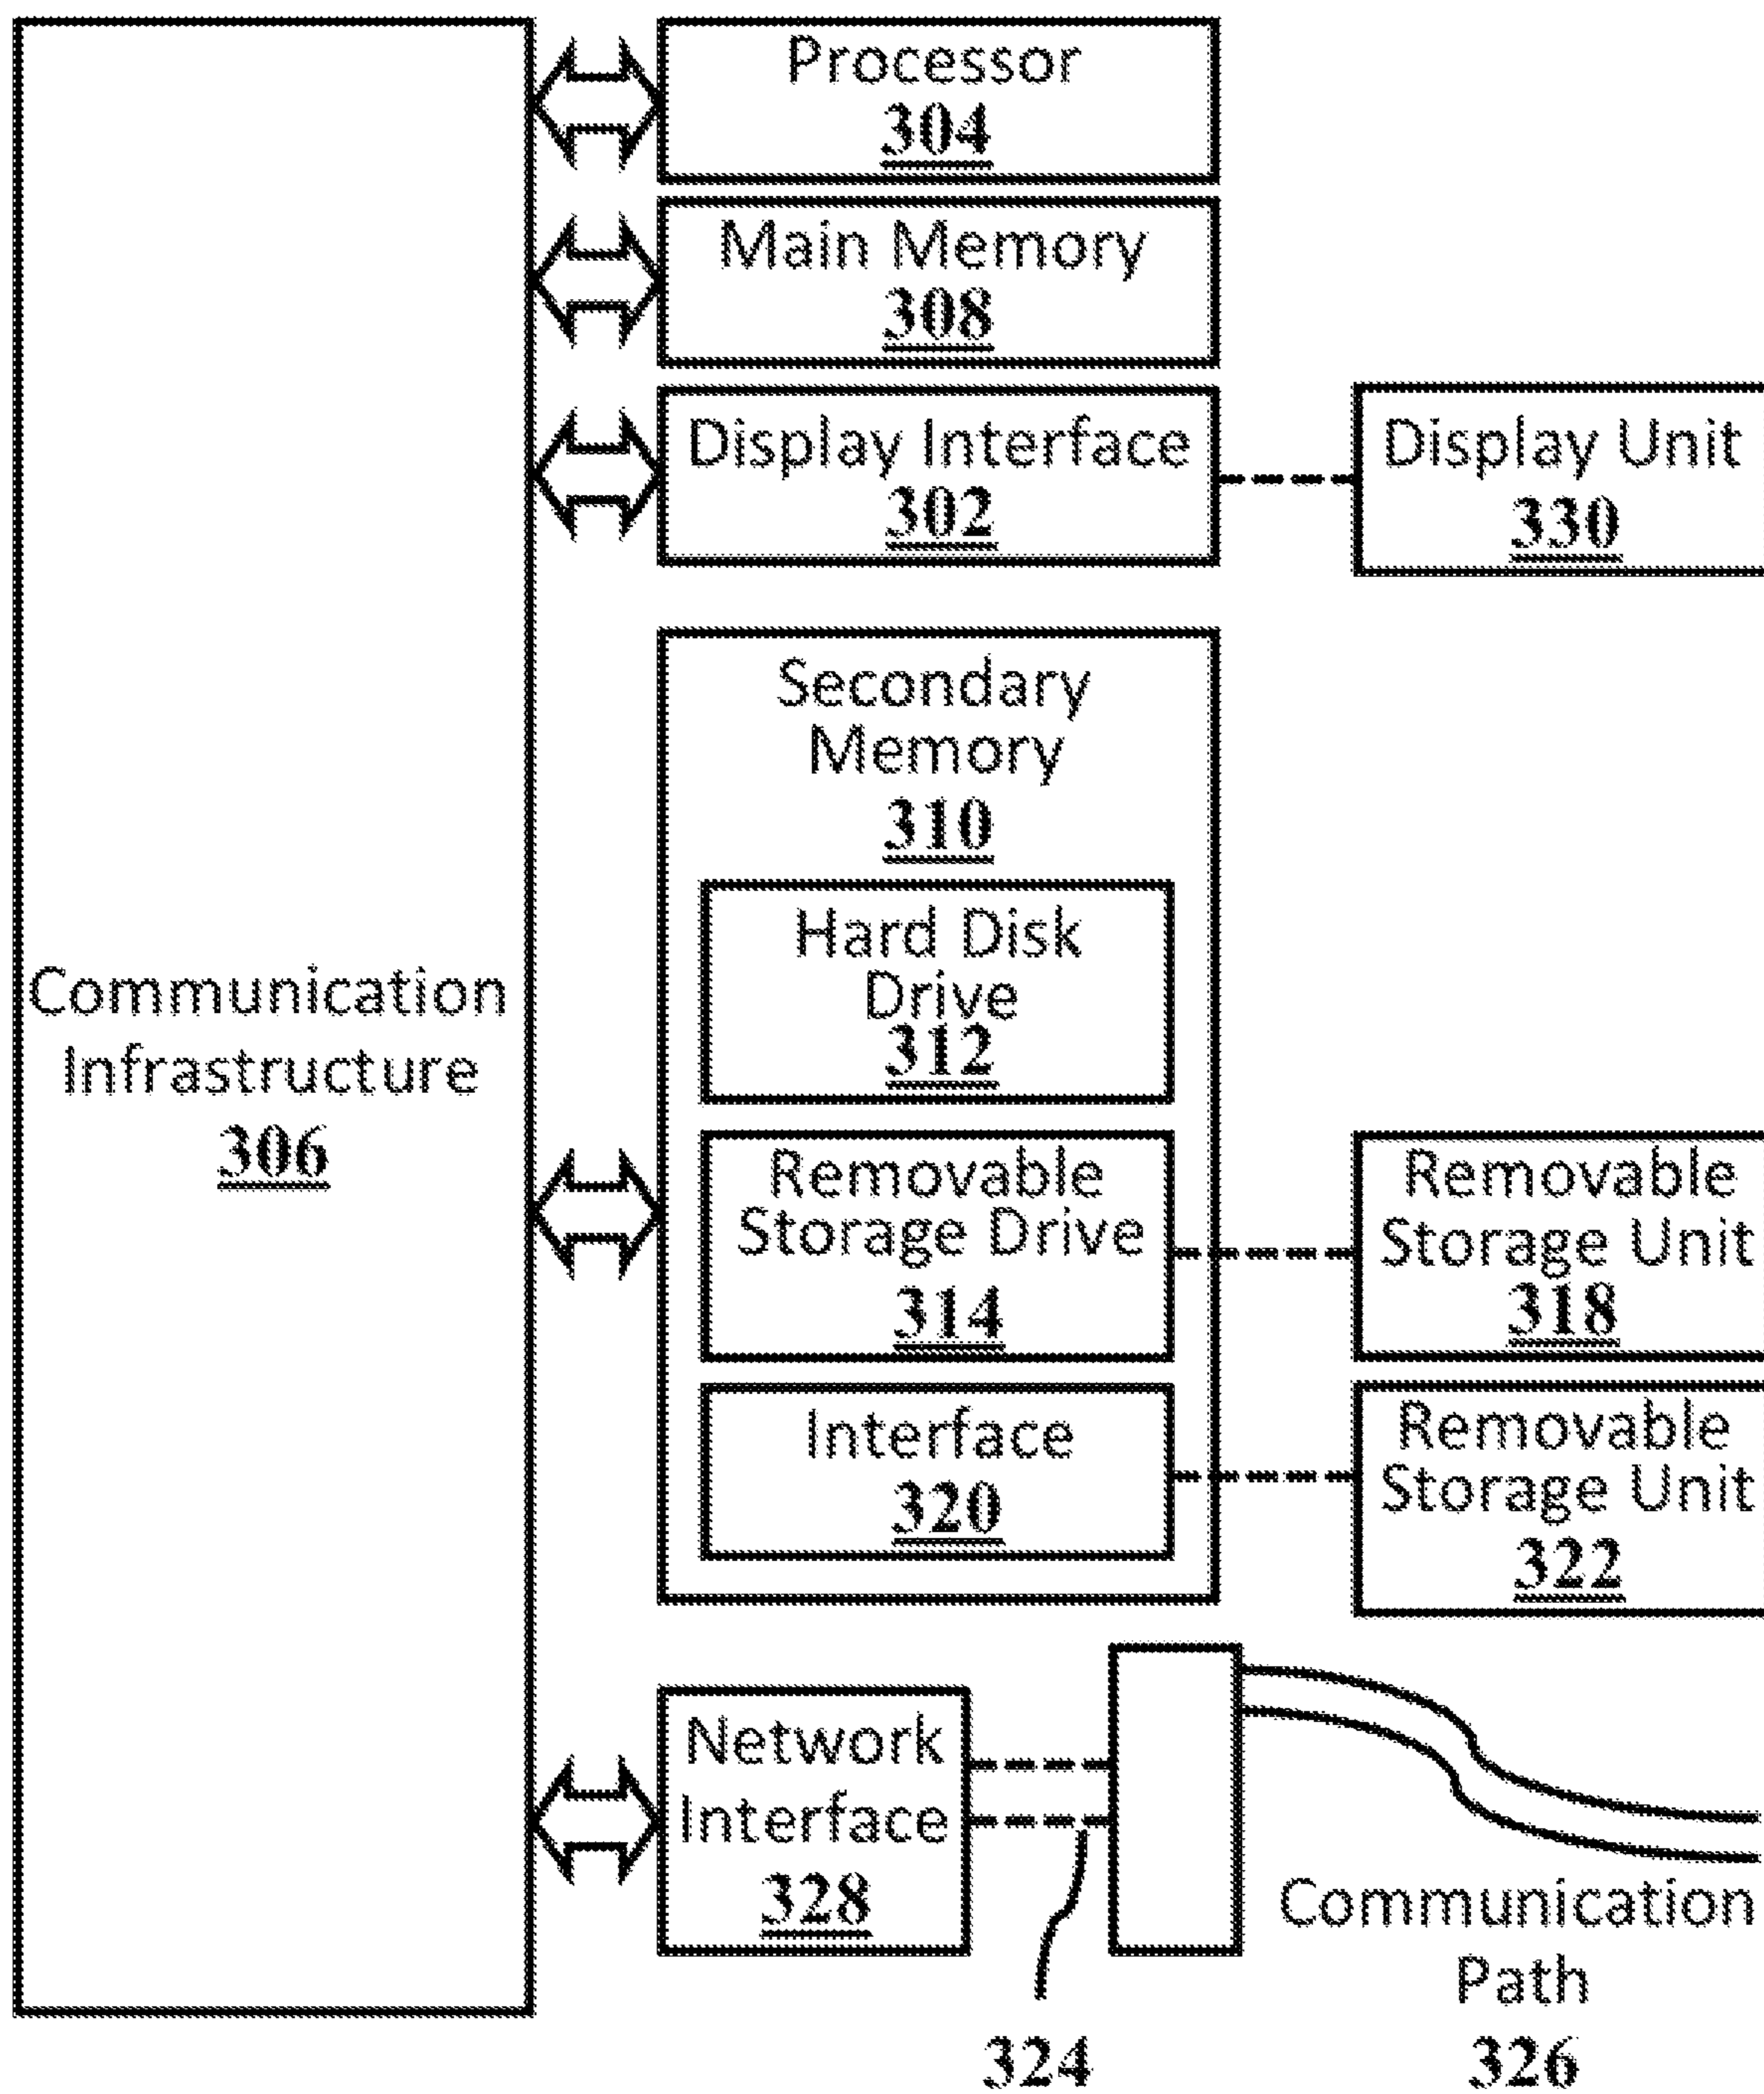 Processor
304
Main Memory
308
Display Interface
302
Display Unit
330
Secondary
Memory
310
Hard Disk
Drive
312
Communication
Infrastructure
306
Removable
Storage Drive
314
Removable
Storage Unit
318
Interface
320
Removable
Storage Unit
322
Network
Interface
328
324
Communication
Path
326